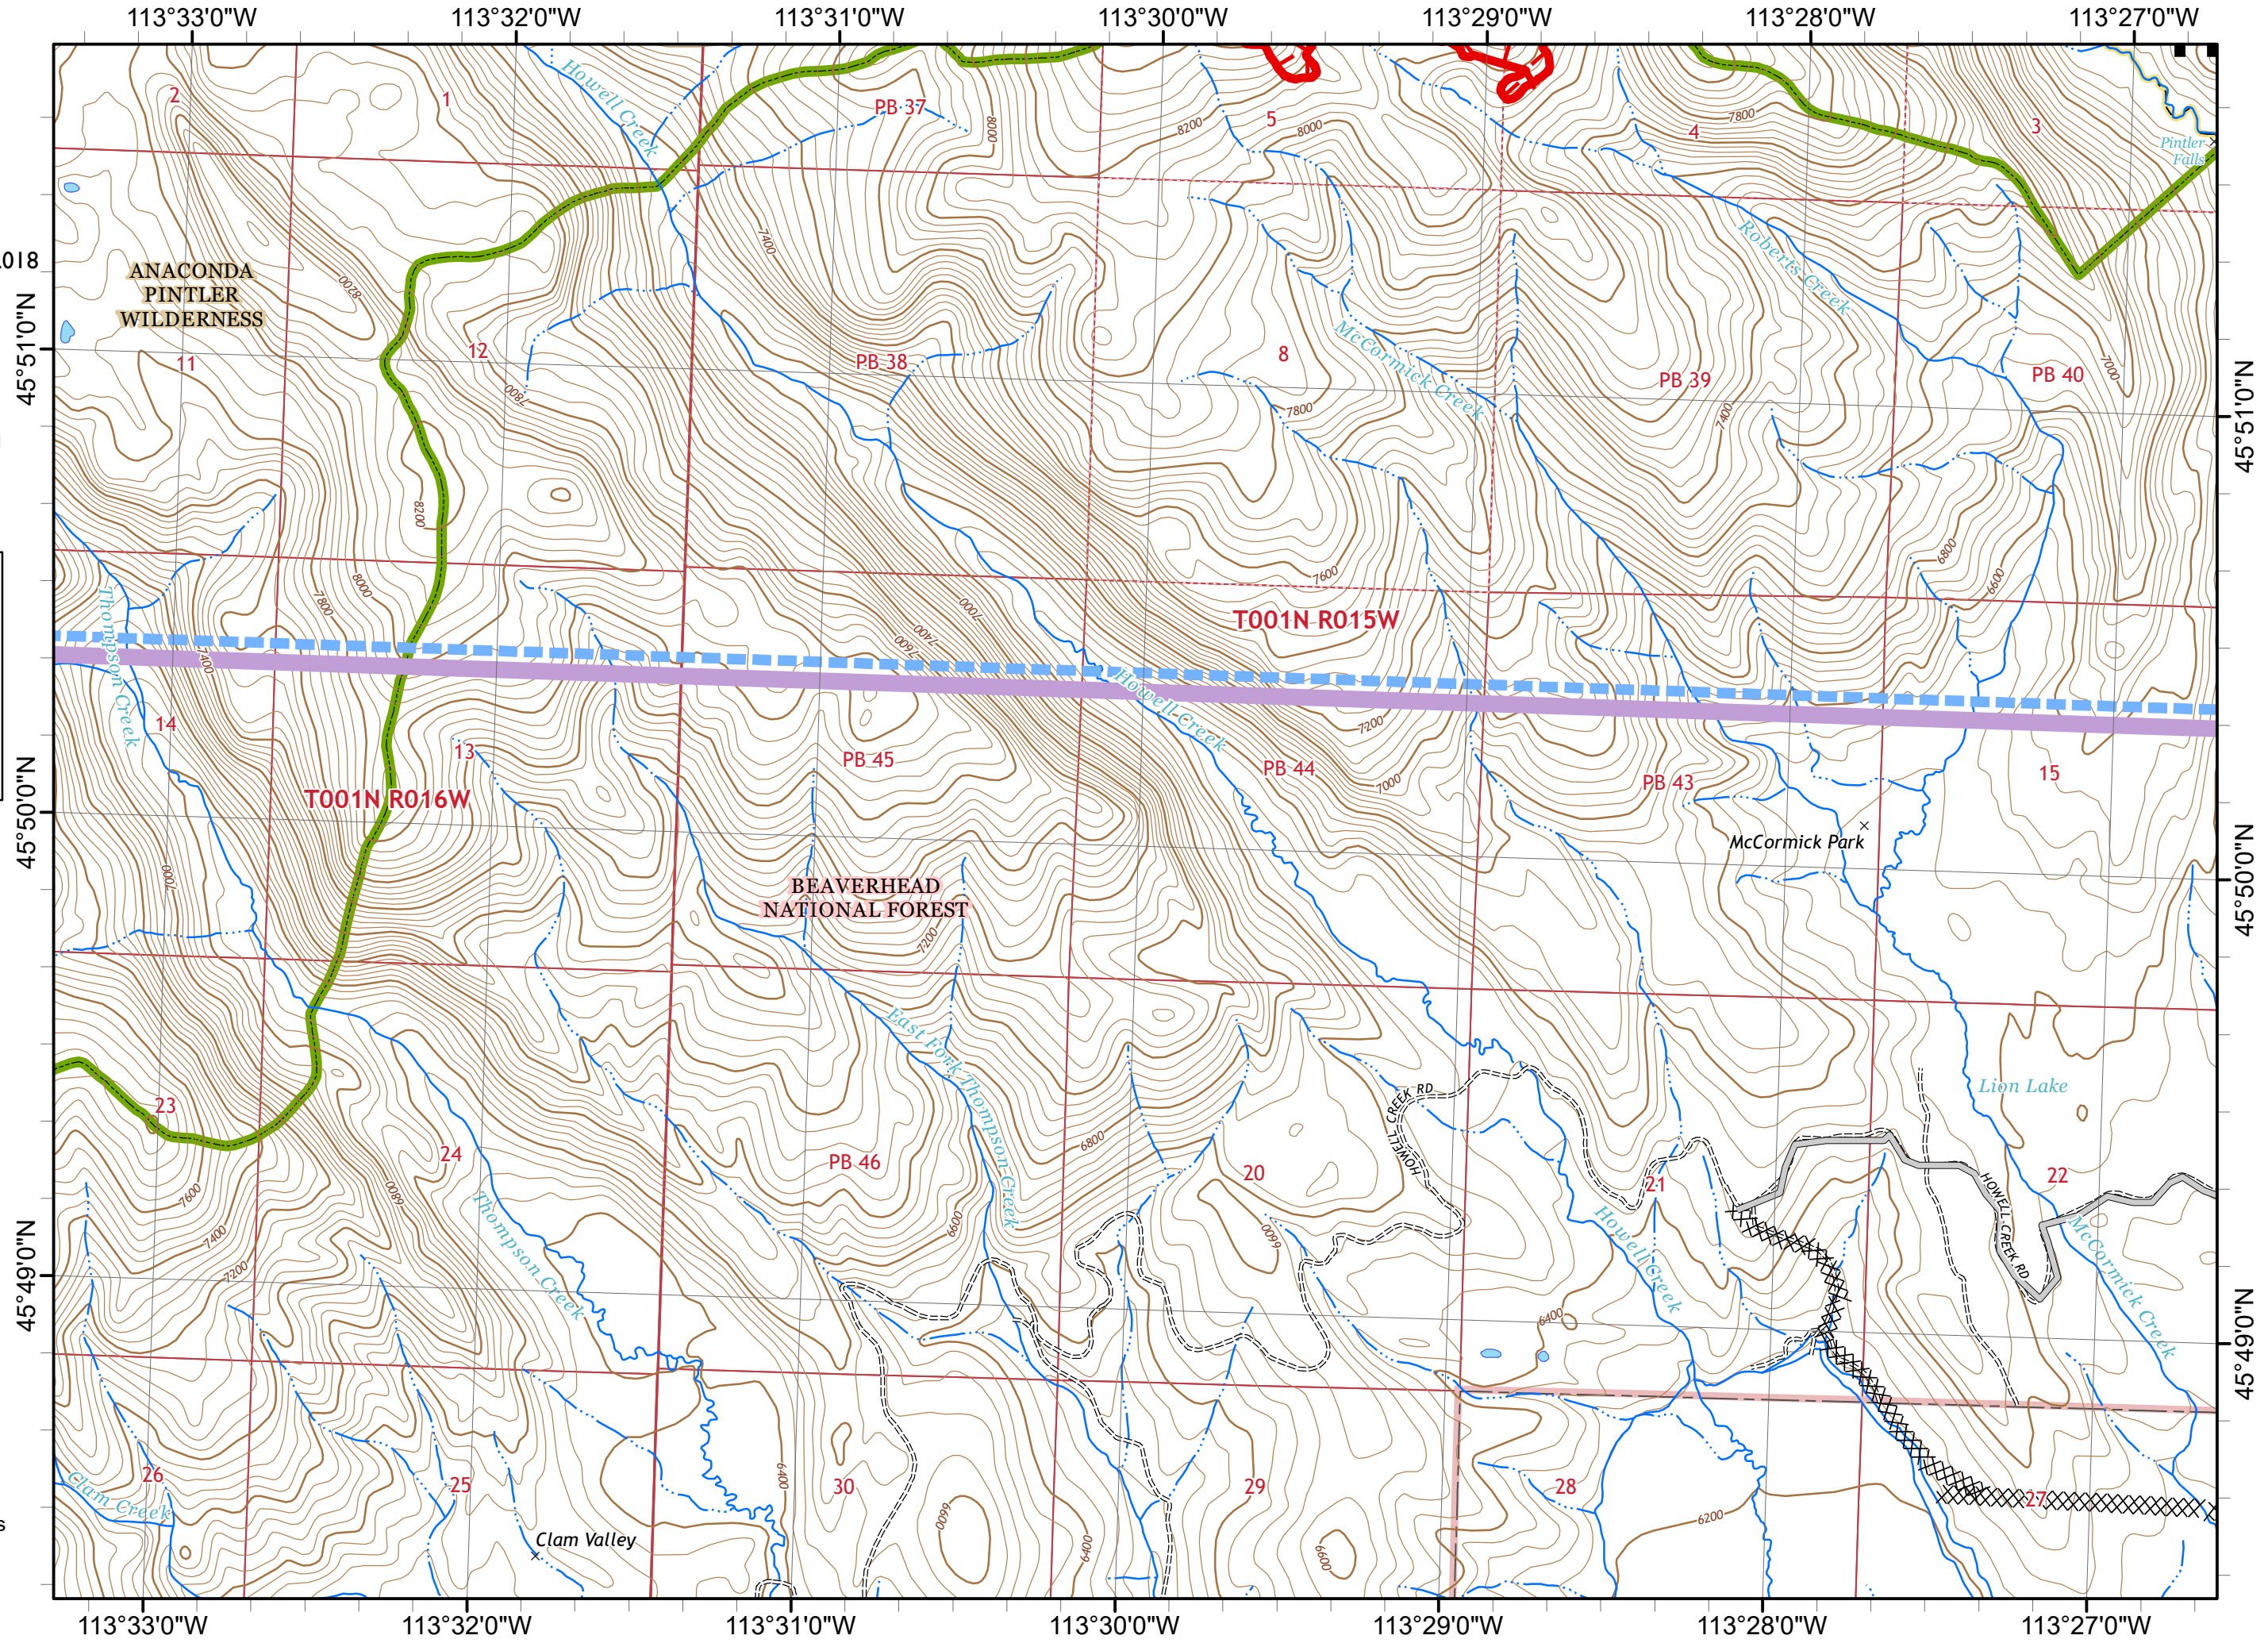 113°33'0"W 113°32'0"W 113°31'0"W 113°30'0"W 113°29'0"W 113°28'0"W 113°27'0"W
Howell Creek
2
1
PB 37
8000
8200
5
8000
4
7800
3
Pintler
Falls
018
ANACONDA
PINTLER
WILDERNESS
8200
7400
Roberts Creek
45°51'0"N
11
12
7800
PB 38
8
McCormick Creek
7800
PB 39
7400
PB 40
7000
45°51'0"N
8200
8000
7800
7600
6800
6600
Thompson Creek
7400
7000
7400
7600
T001N R015W
Howell Creek
14
13
PB 45
7200
PB 44
7000
PB 43
15
T001N R016W
45°50'0"N
McCormick Park
7000
BEAVERHEAD
NATIONAL FOREST
7200
45°50'0"N
East Fork Thompson Creek
Lion Lake
23
24
PB 46
6800
20
HOWELL CREEK RD
21
22
6800
7600
7400
7200
Thompson Creek
6600
6600
Howell Creek
HOWELL CREEK RD
McCormick Creek
45°49'0"N
6400
45°49'0"N
26
25
6400
30
29
28
27
Clam Creek
6600
6400
6600
6200
s
Clam Valley
113°33'0"W 113°32'0"W 113°31'0"W 113°30'0"W 113°29'0"W 113°28'0"W 113°27'0"W